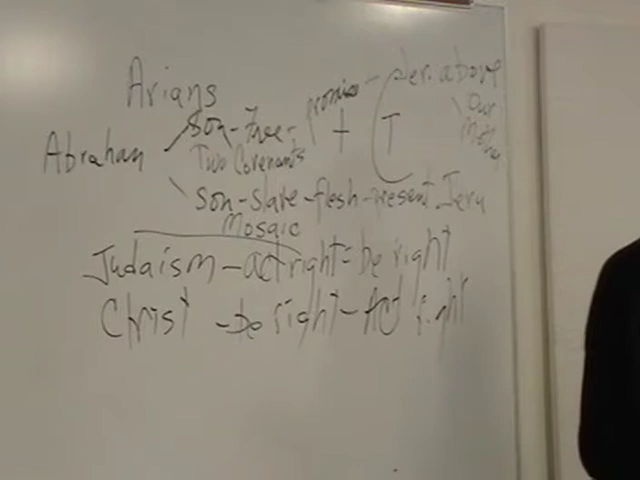 Arians
promise - Jer. above
Our Mother
Abraham
Son - free -
Two Covenants
+ T
son - slave - flesh - present Jeru
Mosaic
Judaism - act right = be right
Christ - be right - Act right